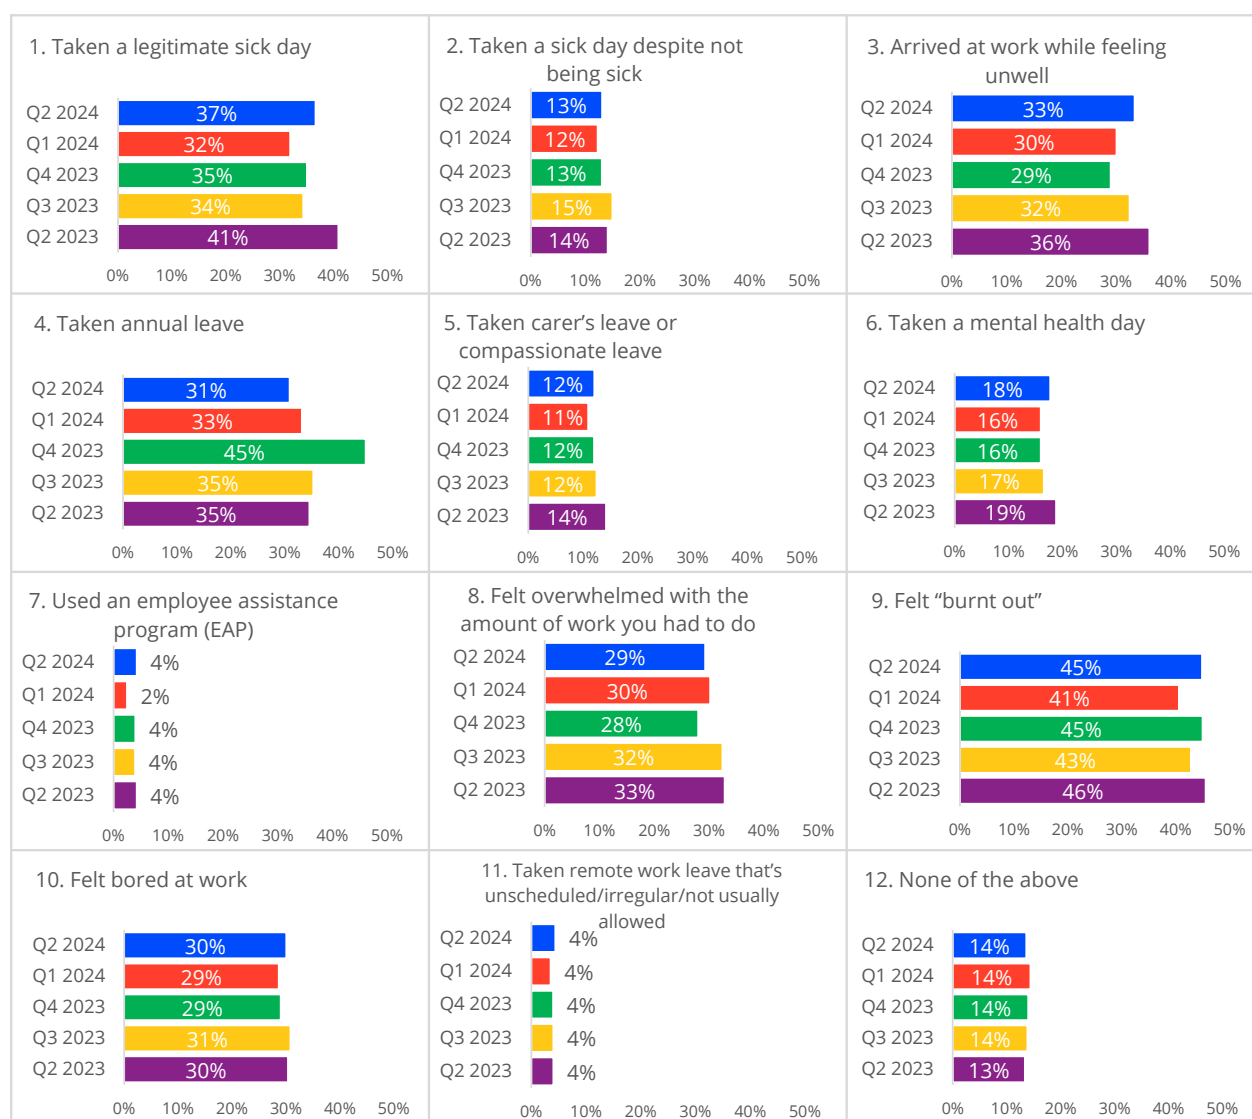 1. Taken a legitimate sick day
Q2 2024 37%
Q1 2024 32%
Q4 2023 35%
Q3 2023 34%
Q2 2023 41%
0% 10% 20% 30% 40% 50%
2. Taken a sick day despite not
being sick
Q2 2024 13%
Q1 2024 12%
Q4 2023 13%
Q3 2023 15%
Q2 2023 14%
0% 10% 20% 30% 40% 50%
3. Arrived at work while feeling
unwell
Q2 2024 33%
Q1 2024 30%
Q4 2023 29%
Q3 2023 32%
Q2 2023 36%
0% 10% 20% 30% 40% 50%
4. Taken annual leave
Q2 2024 31%
Q1 2024 33%
Q4 2023 45%
Q3 2023 35%
Q2 2023 35%
0% 10% 20% 30% 40% 50%
5. Taken carer’s leave or
compassionate leave
Q2 2024 12%
Q1 2024 11%
Q4 2023 12%
Q3 2023 12%
Q2 2023 14%
0% 10% 20% 30% 40% 50%
6. Taken a mental health day
Q2 2024 18%
Q1 2024 16%
Q4 2023 16%
Q3 2023 17%
Q2 2023 19%
0% 10% 20% 30% 40% 50%
7. Used an employee assistance
program (EAP)
Q2 2024 4%
Q1 2024 2%
Q4 2023 4%
Q3 2023 4%
Q2 2023 4%
0% 10% 20% 30% 40% 50%
8. Felt overwhelmed with the
amount of work you had to do
Q2 2024 29%
Q1 2024 30%
Q4 2023 28%
Q3 2023 32%
Q2 2023 33%
0% 10% 20% 30% 40% 50%
9. Felt “burnt out”
Q2 2024 45%
Q1 2024 41%
Q4 2023 45%
Q3 2023 43%
Q2 2023 46%
0% 10% 20% 30% 40% 50%
10. Felt bored at work
Q2 2024 30%
Q1 2024 29%
Q4 2023 29%
Q3 2023 31%
Q2 2023 30%
0% 10% 20% 30% 40% 50%
11. Taken remote work leave that’s
unscheduled/irregular/not usually
allowed
Q2 2024 4%
Q1 2024 4%
Q4 2023 4%
Q3 2023 4%
Q2 2023 4%
0% 10% 20% 30% 40% 50%
12. None of the above
Q2 2024 14%
Q1 2024 14%
Q4 2023 14%
Q3 2023 14%
Q2 2023 13%
0% 10% 20% 30% 40% 50%